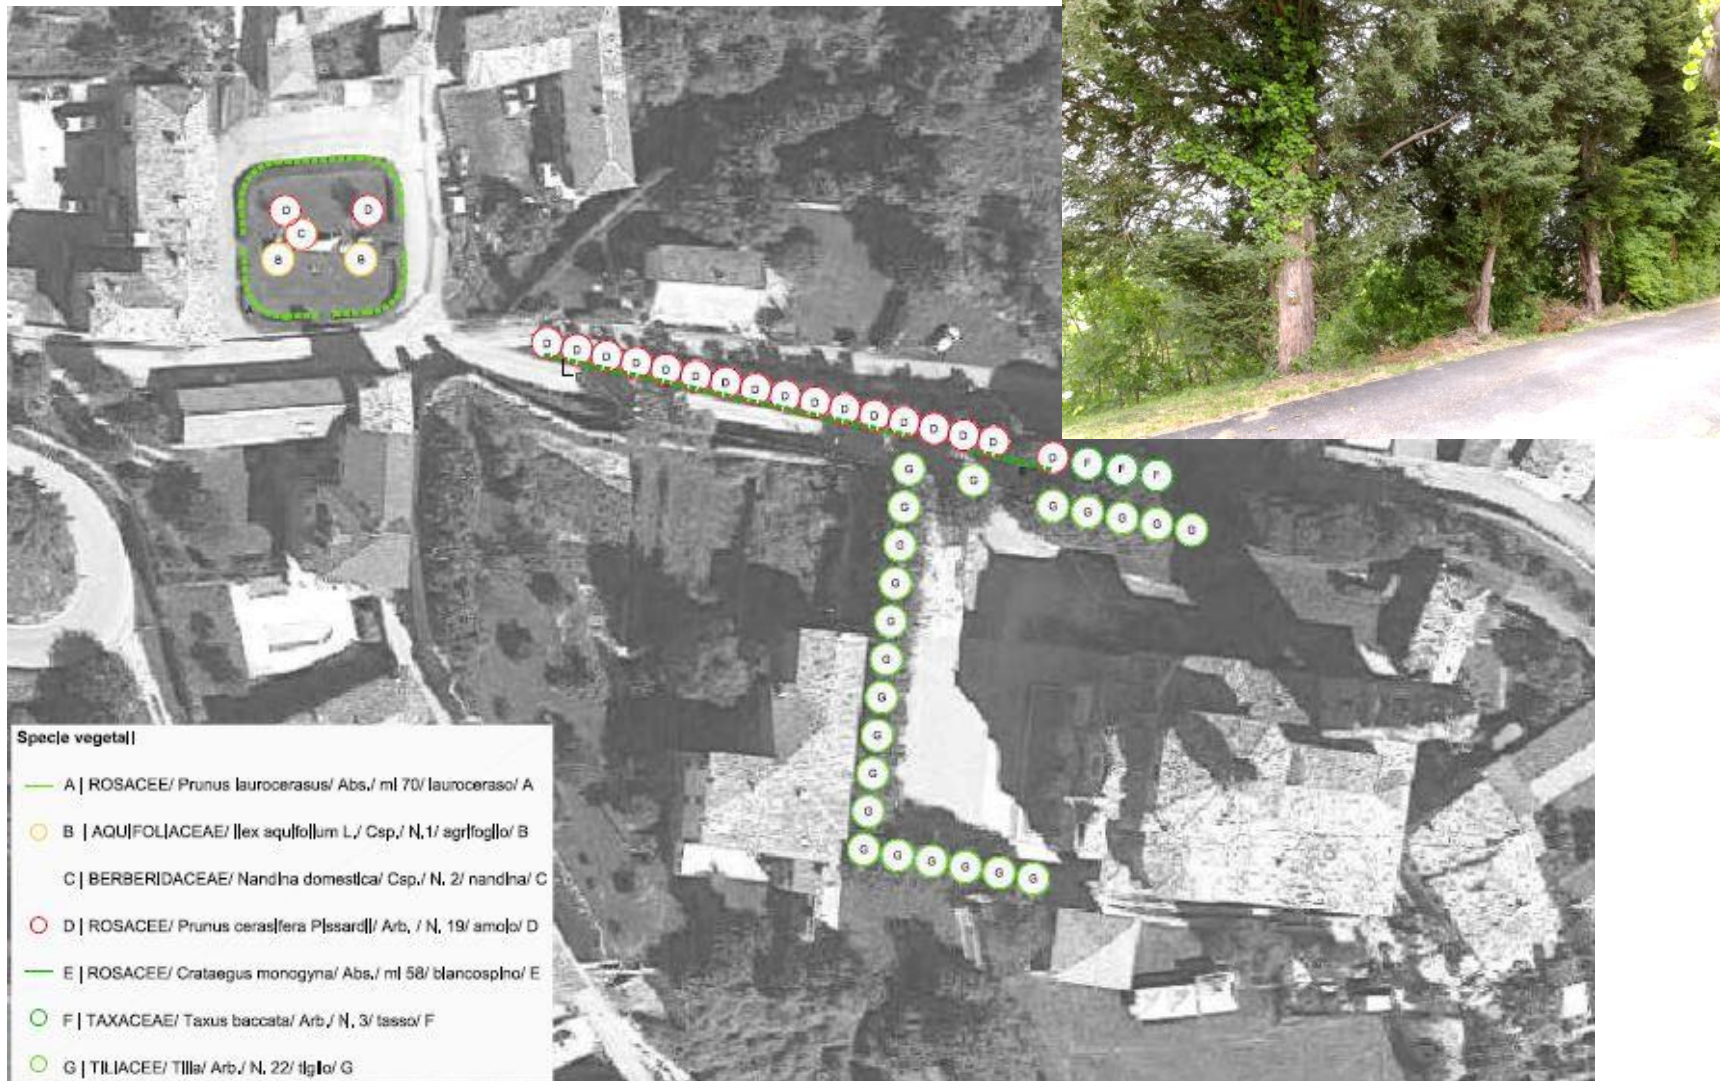 D D
C
B B
A
D D D D D D D D D D D D D D D D D F F F
G G
G G G G G G
G
G
G
G
G
G
G
G
G G G G G G
Specie vegetali
A | ROSACEE/ Prunus laurocerasus/ Abs./ ml 70/ lauroceraso/ A
B | AQUIFOLIACEAE/ Ilex aquifolium L./ Csp./ N.1/ agrifoglio/ B
C | BERBERIDACEAE/ Nandina domestica/ Csp./ N. 2/ nandina/ C
D | ROSACEE/ Prunus cerasifera Pissardii/ Arb. / N. 19/ amolo/ D
E | ROSACEE/ Crataegus monogyna/ Abs./ ml 58/ biancospino/ E
F | TAXACEAE/ Taxus baccata/ Arb./ N. 3/ tasso/ F
G | TILIACEE/ Tilia/ Arb./ N. 22/ tiglio/ G